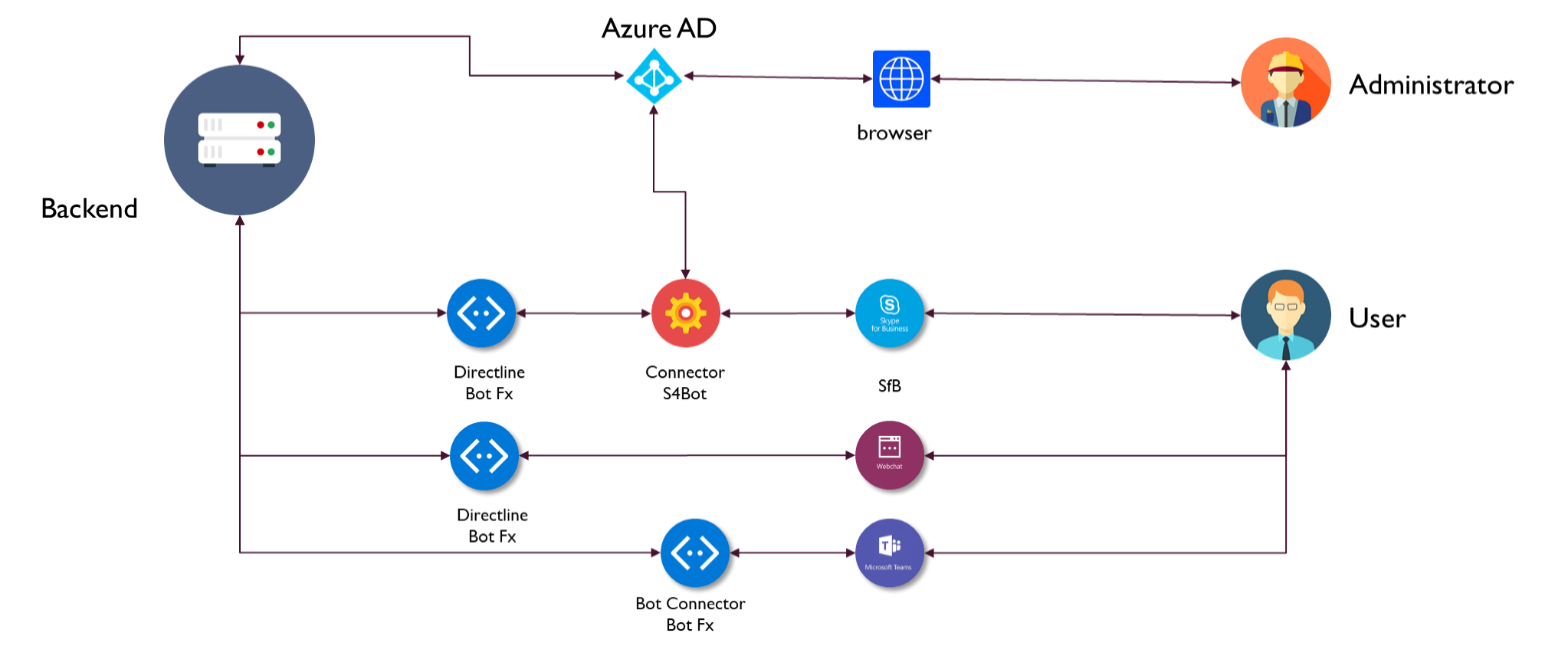 Azure AD
Administrator
browser
Backend
S
Skype
for Business
User
Directline
Bot Fx
Connector
S4Bot
SfB
Webchat
Directline
Bot Fx
T
Microsoft Teams
Bot Connector
Bot Fx